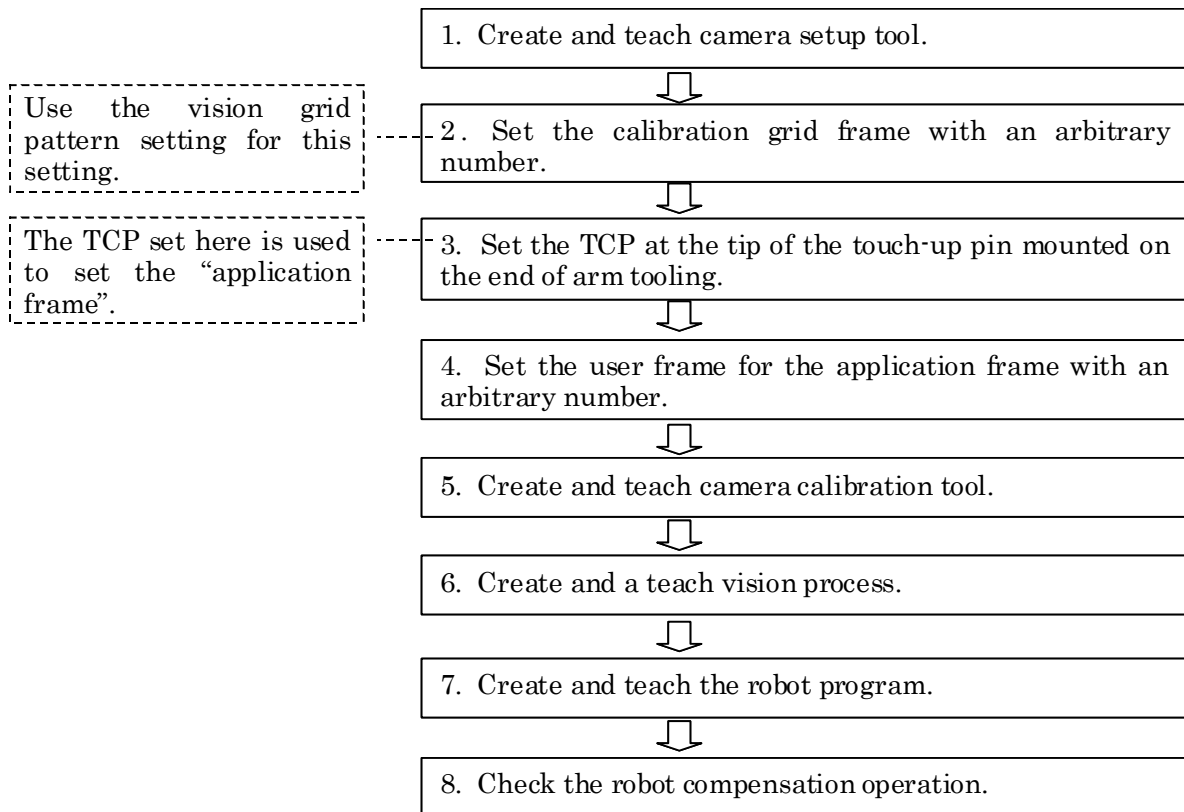 1. Create and teach camera setup tool.
Use the vision grid
pattern setting for this
setting.
2. Set the calibration grid frame with an arbitrary
number.
The TCP set here is used
to set the “application
frame”.
3. Set the TCP at the tip of the touch-up pin mounted on
the end of arm tooling.
4. Set the user frame for the application frame with an
arbitrary number.
5. Create and teach camera calibration tool.
6. Create and a teach vision process.
7. Create and teach the robot program.
8. Check the robot compensation operation.